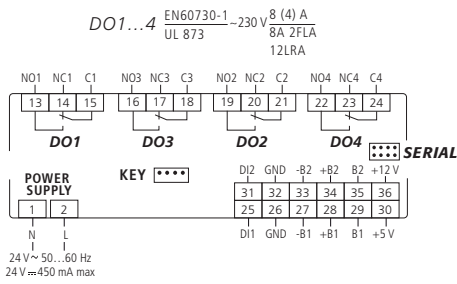 DO1...4 EN60730-1 ~230 V 8 (4) A
UL 873 8A 2FLA
12LRA
NO1 NC1 C1 NO3 NC3 C3 NO2 NC2 C2 NO4 NC4 C4
13 14 15 16 17 18 19 20 21 22 23 24
DO1 DO3 DO2 DO4
SERIAL
KEY
POWER
SUPPLY
DI2 GND -B2 +B2 B2 +12 V
31 32 33 34 35 36
1 2 25 26 27 28 29 30
N L DI1 GND -B1 +B1 B1 +5 V
24 V ~ 50...60 Hz
24 V ⎓ 450 mA max